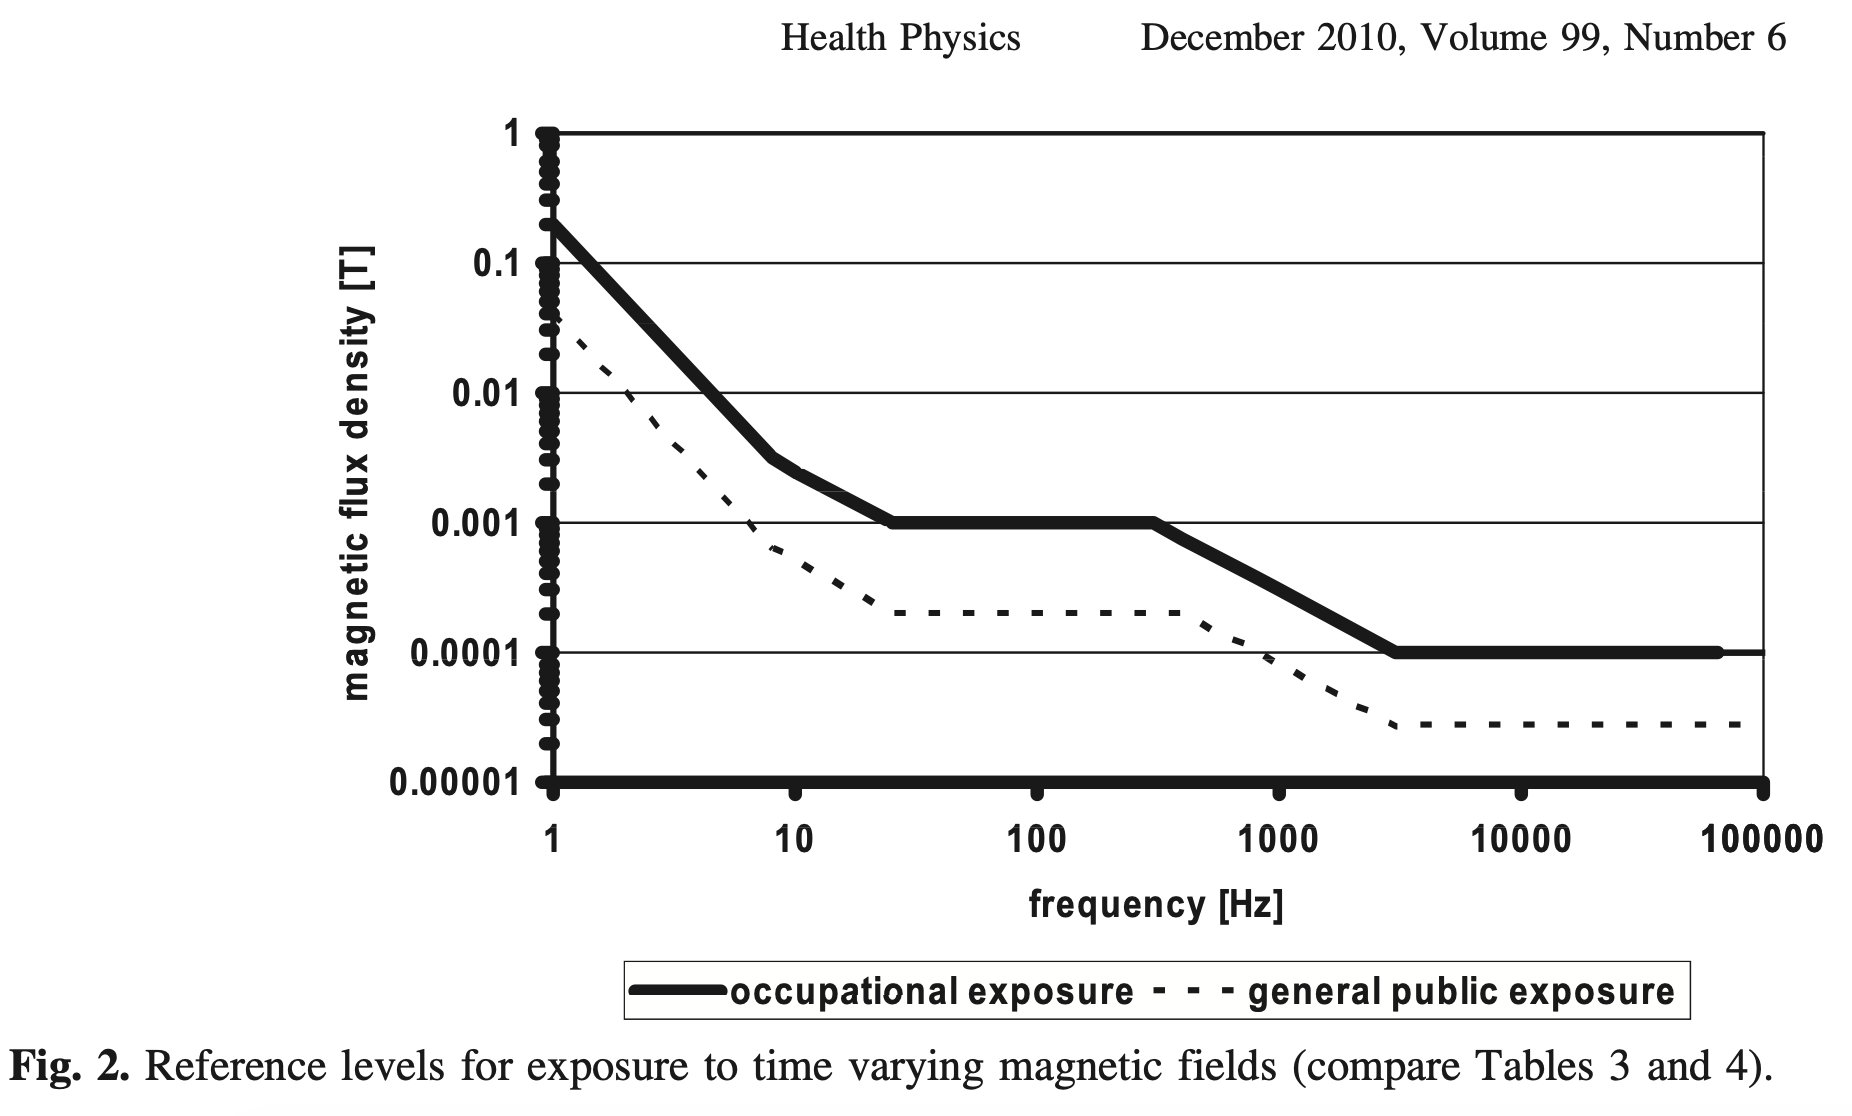 Health Physics December 2010, Volume 99, Number 6
1
0.1
0.01
0.001
0.0001
0.00001
magnetic flux density [T]
1 10 100 1000 10000 100000
frequency [Hz]
occupational exposure general public exposure
Fig. 2. Reference levels for exposure to time varying magnetic fields (compare Tables 3 and 4).